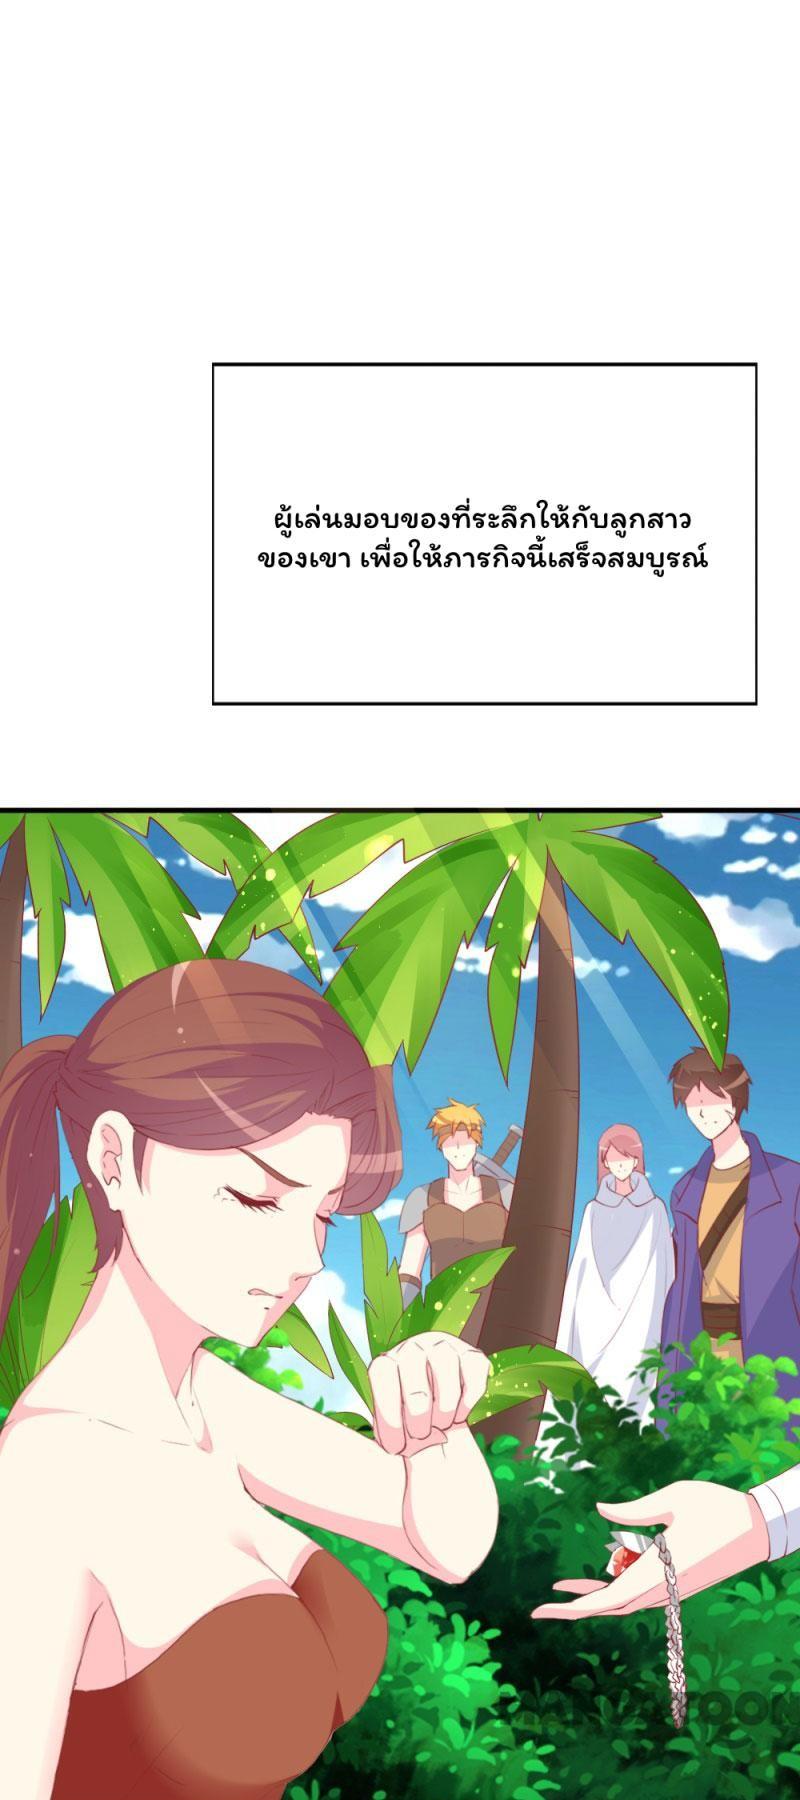 ผู้เล่นมอบของที่ระลึกให้กับลูกสาว
ของเขา เพื่อให้ภารกิจนี้เสร็จสมบูรณ์
MANGATOON